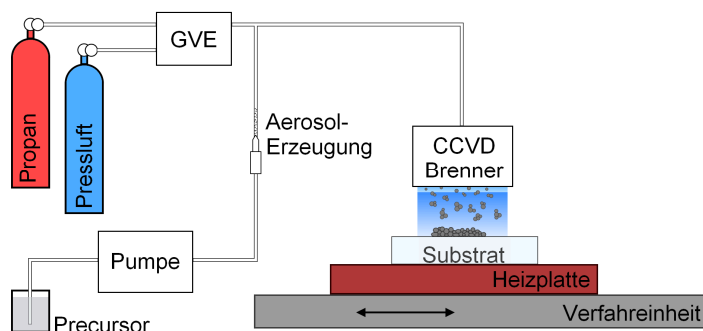 Propan
Pressluft
GVE
Aerosol-
Erzeugung
CCVD
Brenner
Substrat
Heizplatte
Verfahreinheit
Pumpe
Precursor